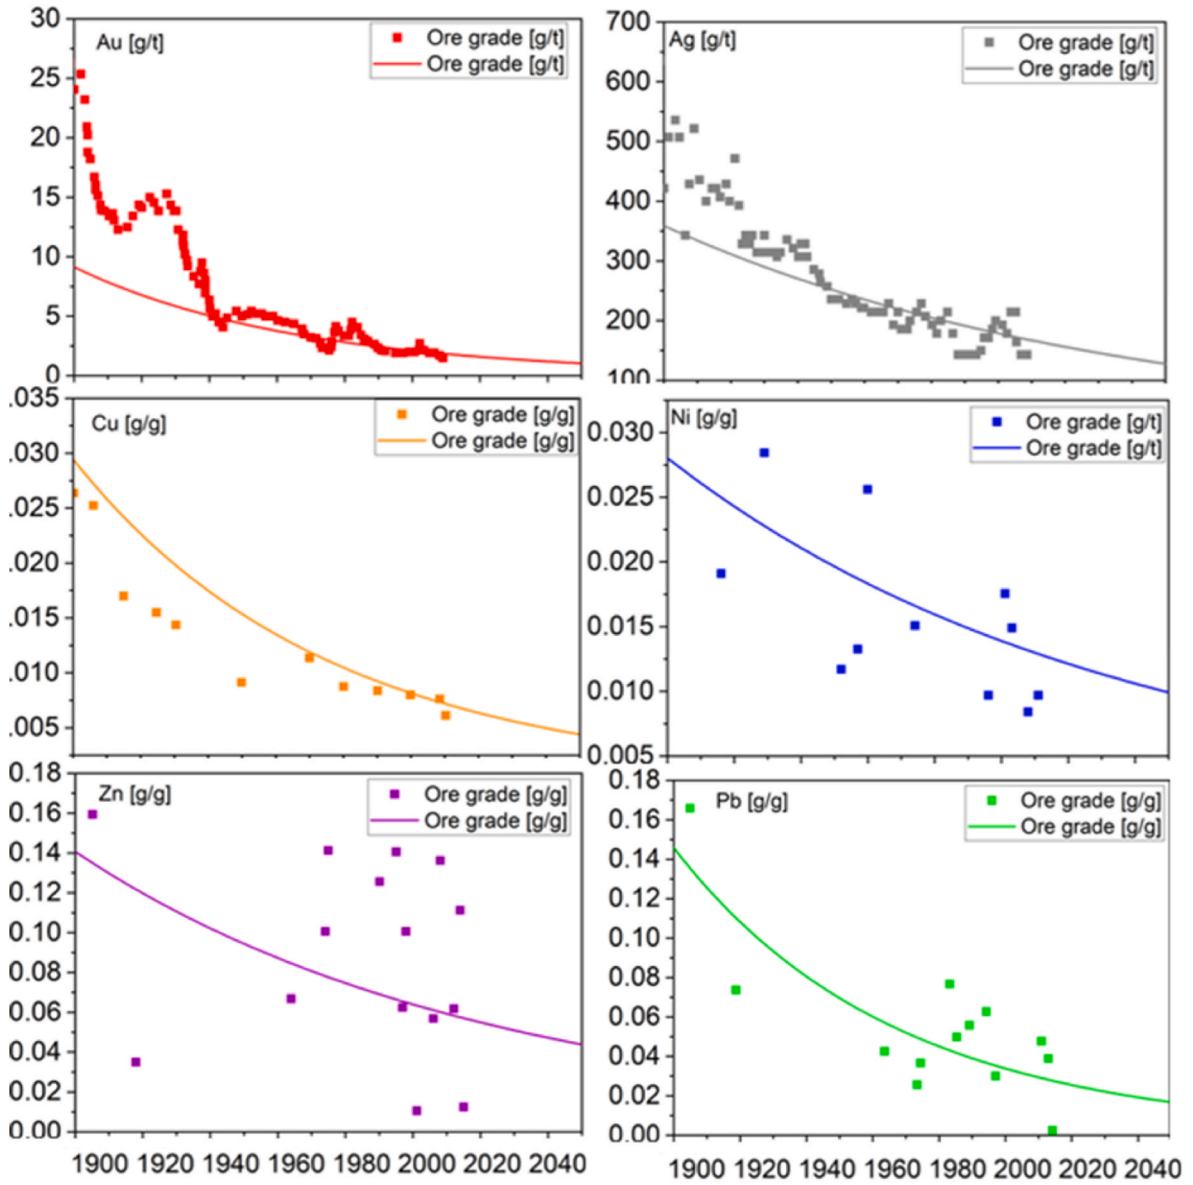 30
25
20
15
10
5
0
Au [g/t]
Ore grade [g/t]
Ore grade [g/t]
700
600
500
400
300
200
100
Ag [g/t]
Ore grade [g/t]
Ore grade [g/t]
.035
.030
.025
.020
.015
.010
.005
Cu [g/g]
Ore grade [g/g]
Ore grade [g/g]
0.030
0.025
0.020
0.015
0.010
0.005
Ni [g/g]
Ore grade [g/t]
Ore grade [g/t]
0.18
0.16
0.14
0.12
0.10
0.08
0.06
0.04
0.02
0.00
Zn [g/g]
Ore grade [g/g]
Ore grade [g/g]
1900 1920 1940 1960 1980 2000 2020 2040
0.18
0.16
0.14
0.12
0.10
0.08
0.06
0.04
0.02
0.00
Pb [g/g]
Ore grade [g/g]
Ore grade [g/g]
1900 1920 1940 1960 1980 2000 2020 2040